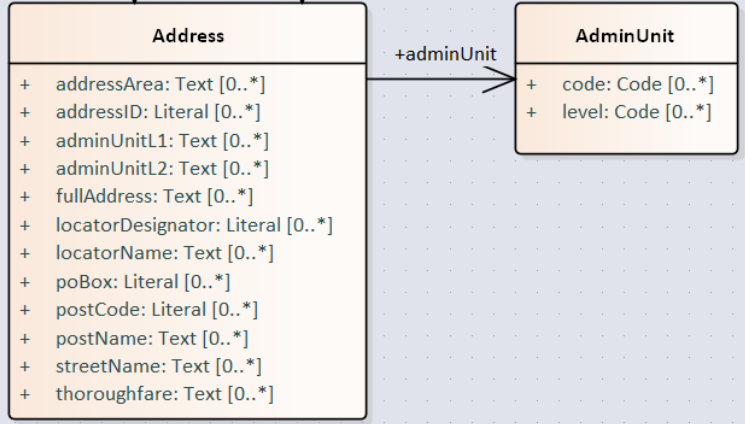 Address
+ addressArea: Text [0..*]
+ addressID: Literal [0..*]
+ adminUnitL1: Text [0..*]
+ adminUnitL2: Text [0..*]
+ fullAddress: Text [0..*]
+ locatorDesignator: Literal [0..*]
+ locatorName: Text [0..*]
+ poBox: Literal [0..*]
+ postCode: Literal [0..*]
+ postName: Text [0..*]
+ streetName: Text [0..*]
+ thoroughfare: Text [0..*]
+adminUnit
AdminUnit
+ code: Code [0..*]
+ level: Code [0..*]